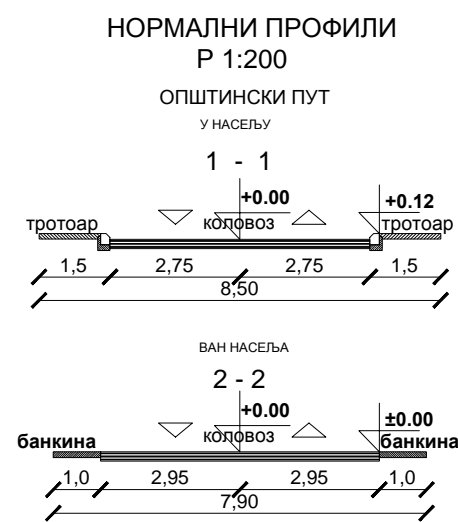 НОРМАЛНИ ПРОФИЛИ
Р 1:200
ОПШТИНСКИ ПУТ
У НАСЕЉУ
1 - 1
+0.00 +0.12
тротоар коловоз тротоар
1,5 2,75 2,75 1,5
8,50
ВАН НАСЕЉА
2 - 2
+0.00 ±0.00
банкина коловоз банкина
1,0 2,95 2,95 1,0
7,90